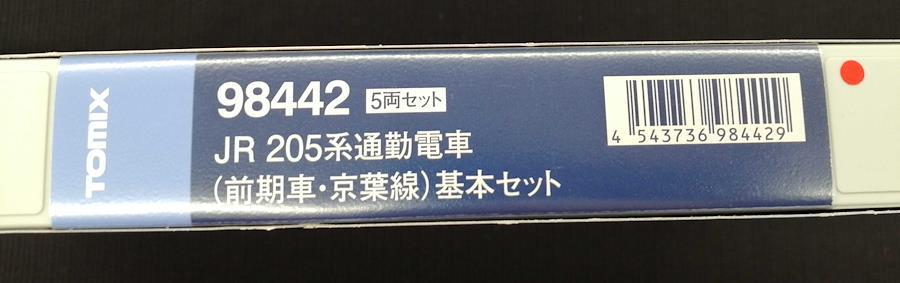 TOMIX
98442 5両セット
JR 205系通勤電車
(前期車・京葉線)基本セット
4 543736 984429